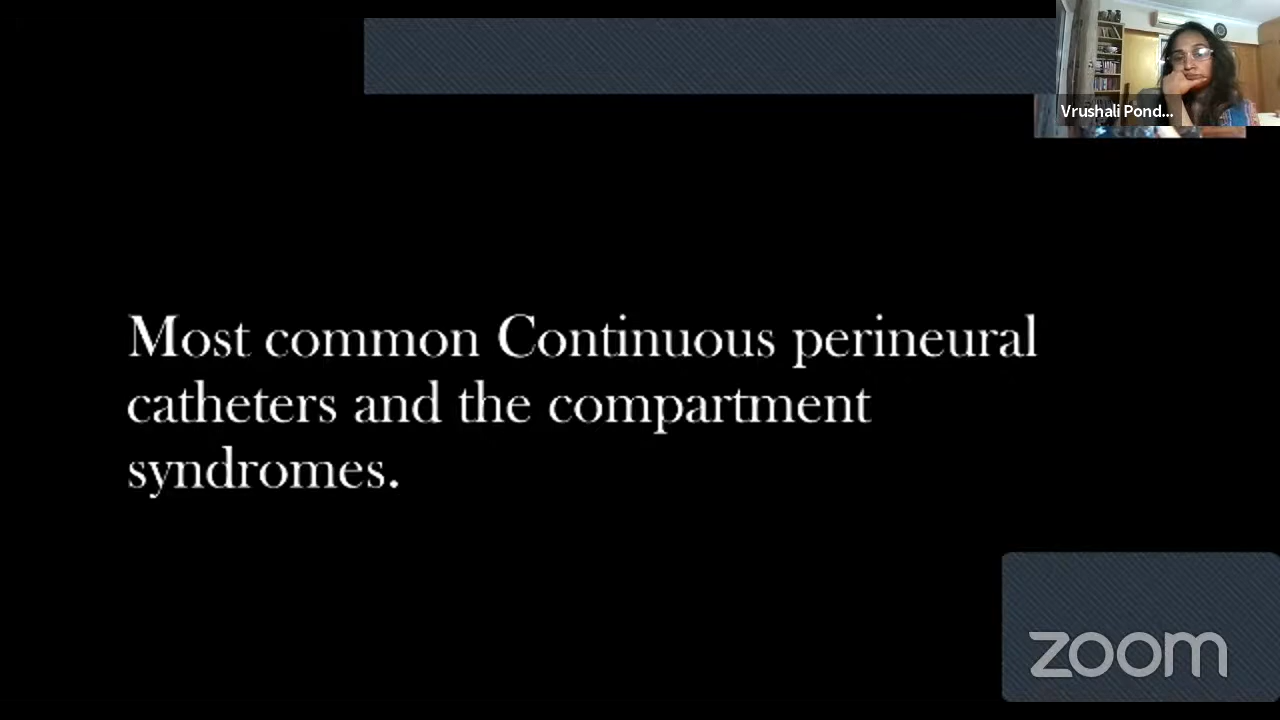 Vrushali Pond...
Most common Continuous perineural
catheters and the compartment
syndromes.
zoom